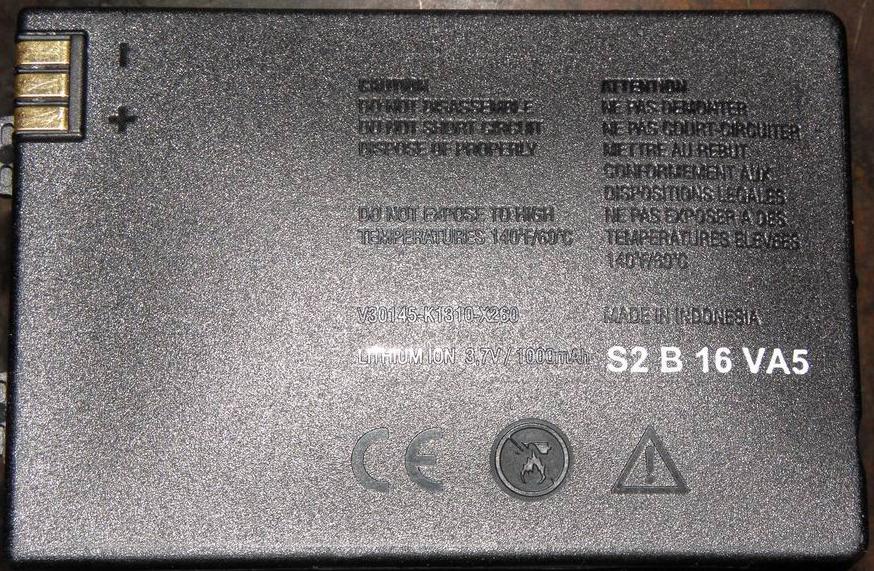 -
+
CAUTION
DO NOT DISASSEMBLE
DO NOT SHORT CIRCUIT
DISPOSE OF PROPERLY
DO NOT EXPOSE TO HIGH
TEMPERATURES 140°F/60°C
ATTENTION
NE PAS DEMONTER
NE PAS COURT-CIRCUITER
METTRE AU REBUT
CONFORMEMENT AUX
DISPOSITIONS LEGALES
NE PAS EXPOSER A DES
TEMPERATURES ELEVEES
140°F/60°C
V30145-K1310-X260
MADE IN INDONESIA
LITHIUM ION 3,7V / 1000mAh
S2 B 16 VA5
CE